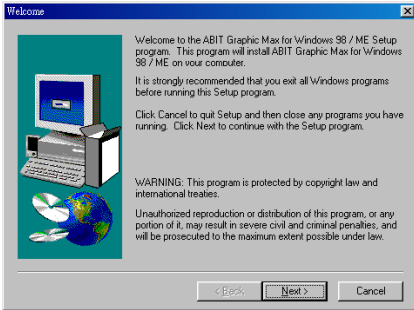 Welcome
Welcome to the ABIT Graphic Max for Windows 98 / ME Setup
program. This program will install ABIT Graphic Max for Windows
98 / ME on your computer.
It is strongly recommended that you exit all Windows programs
before running this Setup program.
Click Cancel to quit Setup and then close any programs you have
running. Click Next to continue with the Setup program.
WARNING: This program is protected by copyright law and
international treaties.
Unauthorized reproduction or distribution of this program, or any
portion of it, may result in severe civil and criminal penalties, and
will be prosecuted to the maximum extent possible under law.
< Back
Next >
Cancel